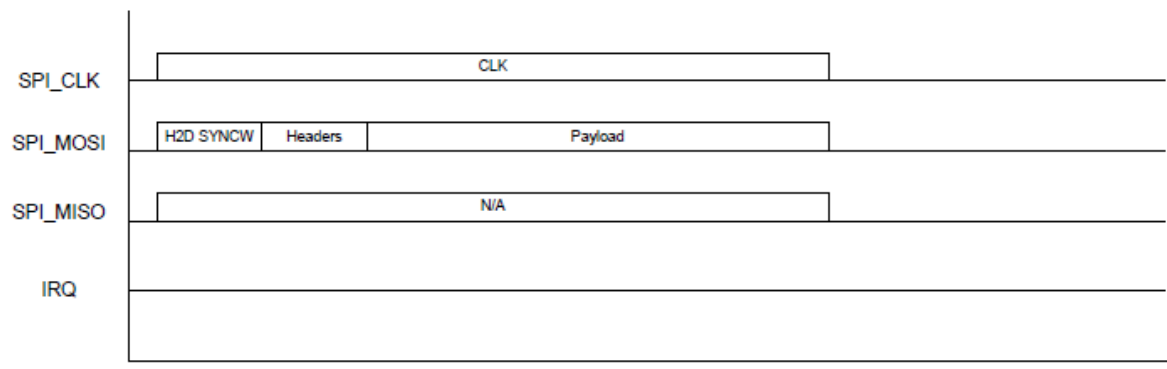 SPI_CLK CLK
SPI_MOSI H2D SYNCW Headers Payload
SPI_MISO N/A
IRQ